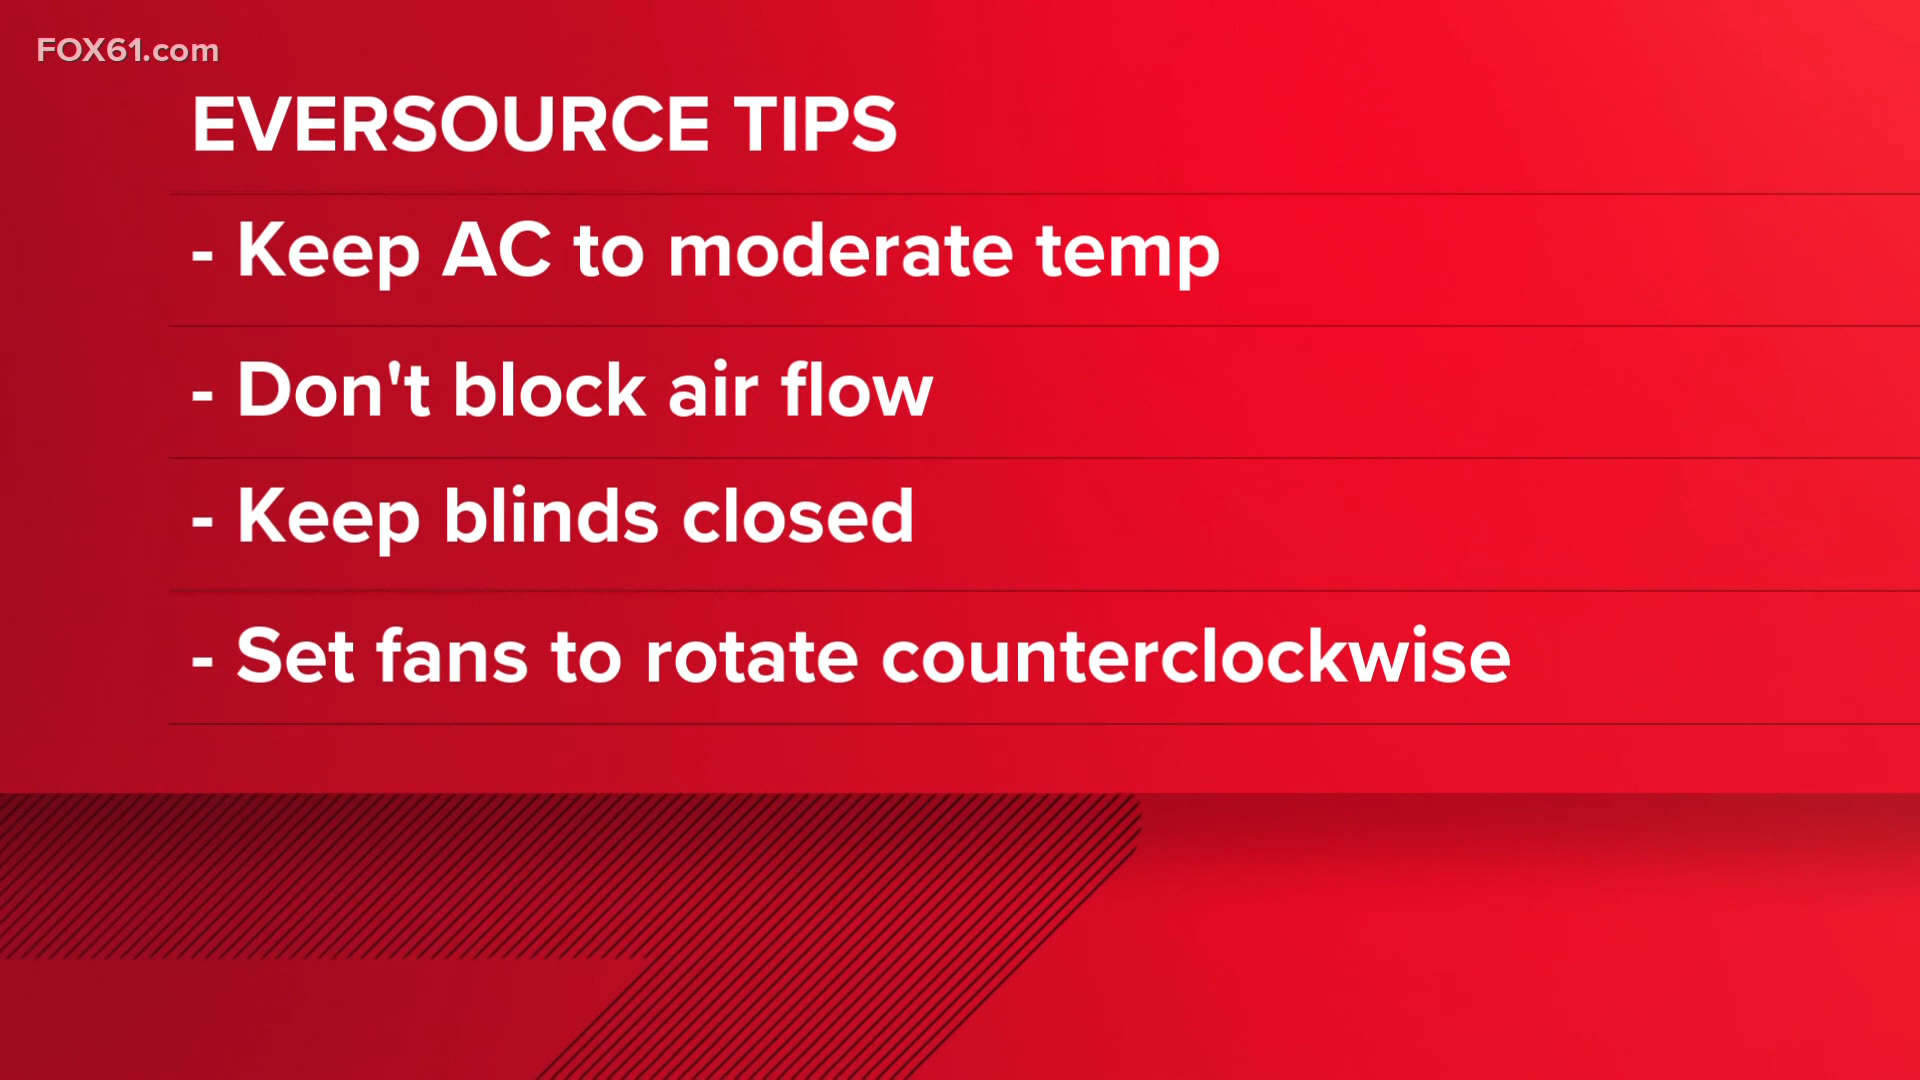 FOX61.com
EVERSOURCE TIPS
- Keep AC to moderate temp
- Don't block air flow
- Keep blinds closed
- Set fans to rotate counterclockwise